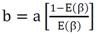 b = a [ 1−E(β) / E(β) ]